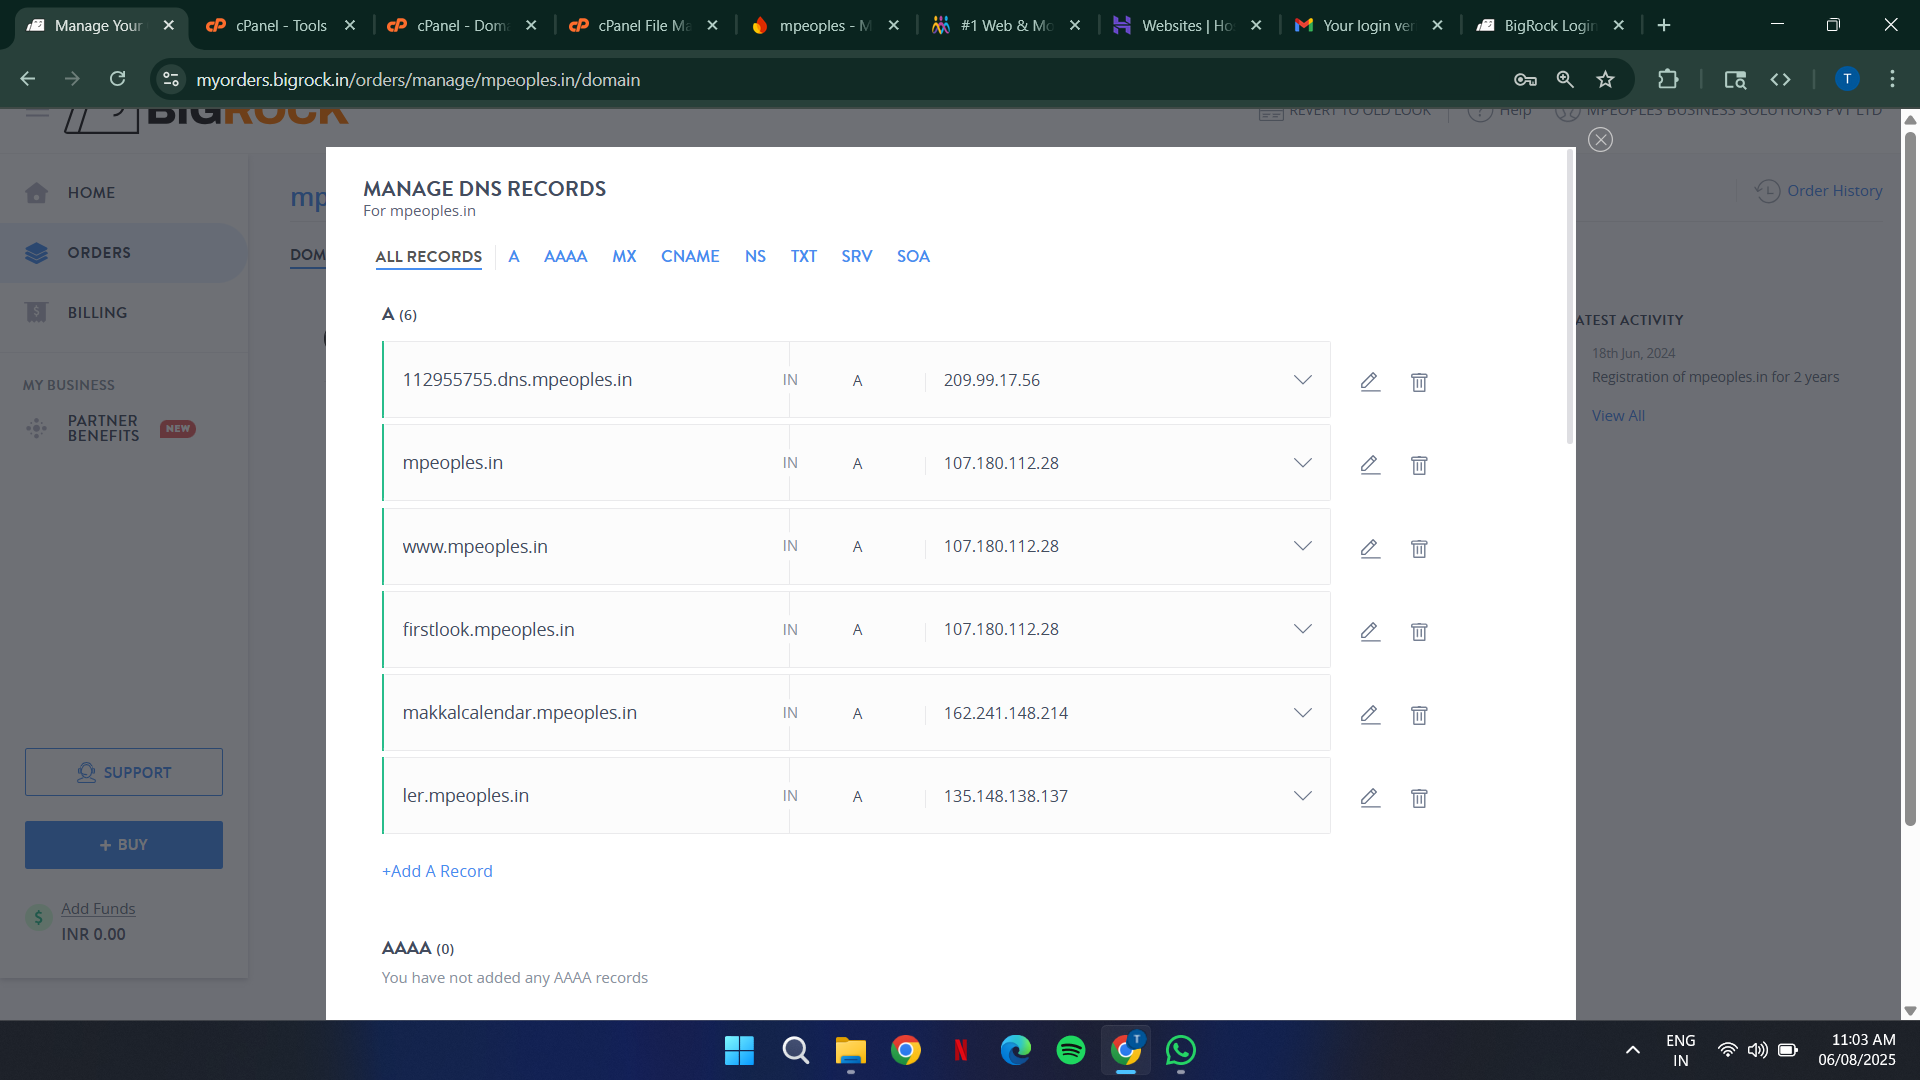 Manage Your
cPanel - Tools
cPanel - Doma
cPanel File Ma
mpeoples - M
#1 Web & Mo
Websites | Ho
Your login ver
BigRock Login
myorders.bigrock.in/orders/manage/mpeoples.in/domain
T
BIGROCK
REVERT TO OLD LOOK
Help
MPEOPLES BUSINESS SOLUTIONS PVT LTD
HOME
ORDERS
BILLING
MY BUSINESS
PARTNER
BENEFITS
NEW
SUPPORT
+ BUY
Add Funds
INR 0.00
mp
DOM
MANAGE DNS RECORDS
For mpeoples.in
ALL RECORDS
A
AAAA
MX
CNAME
NS
TXT
SRV
SOA
A (6)
112955755.dns.mpeoples.in IN A 209.99.17.56
mpeoples.in IN A 107.180.112.28
www.mpeoples.in IN A 107.180.112.28
firstlook.mpeoples.in IN A 107.180.112.28
makkalcalendar.mpeoples.in IN A 162.241.148.214
ler.mpeoples.in IN A 135.148.138.137
+Add A Record
AAAA (0)
You have not added any AAAA records
Order History
ATEST ACTIVITY
18th Jun, 2024
Registration of mpeoples.in for 2 years
View All
ENG
IN
11:03 AM
06/08/2025